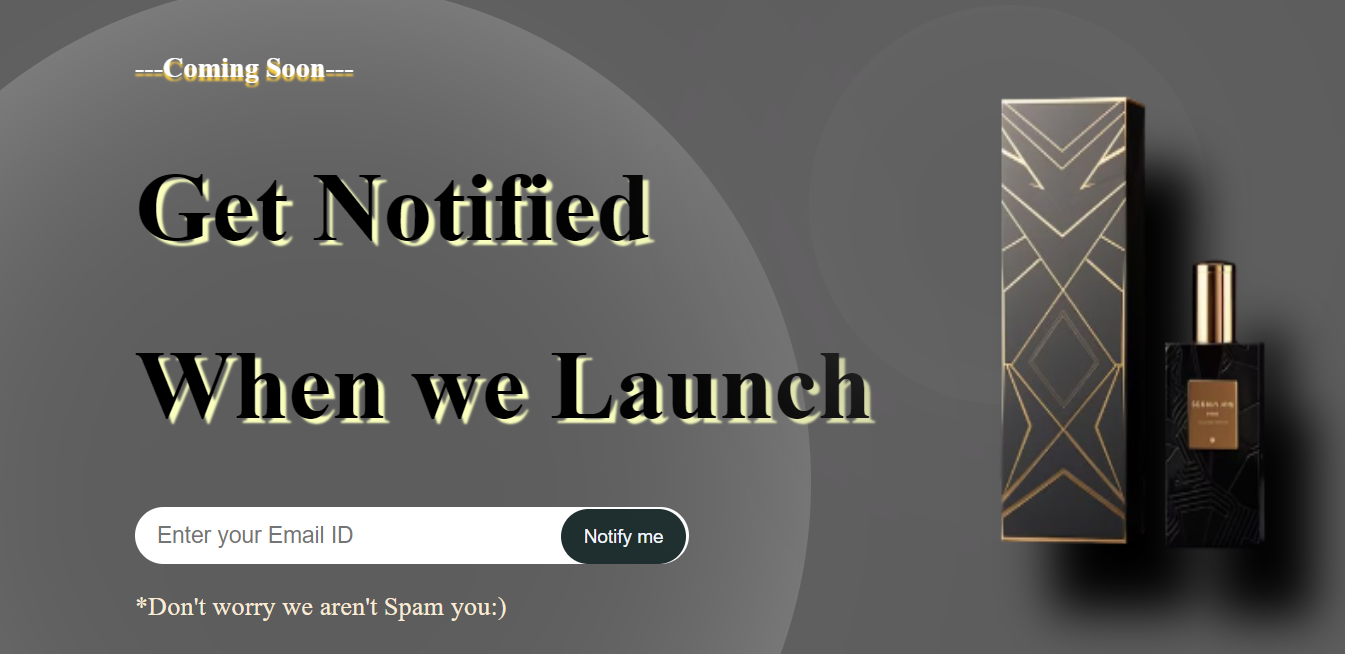 ---Coming Soon---
Get Notified
When we Launch
Enter your Email ID
Notify me
*Don't worry we aren't Spam you:)